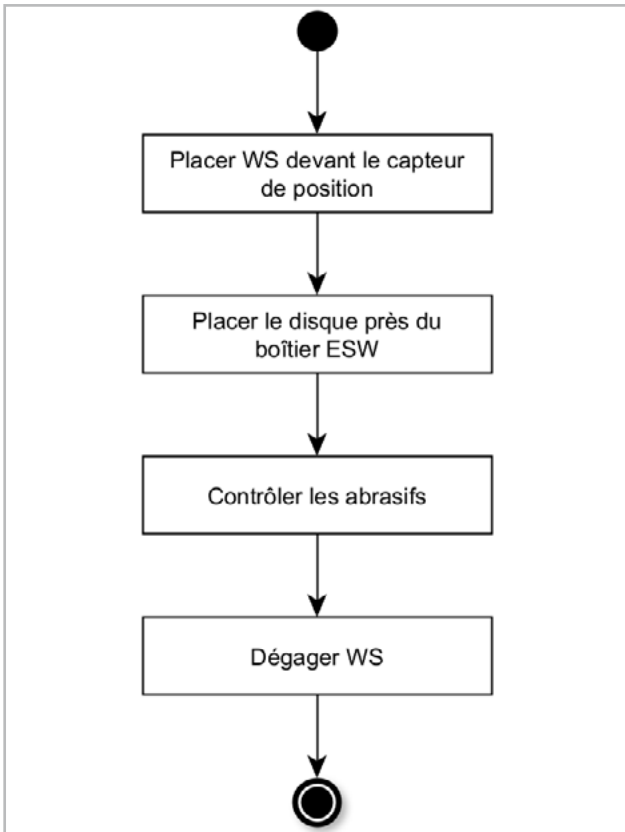 Placer WS devant le capteur
de position
Placer le disque près du
boîtier ESW
Contrôler les abrasifs
Dégager WS